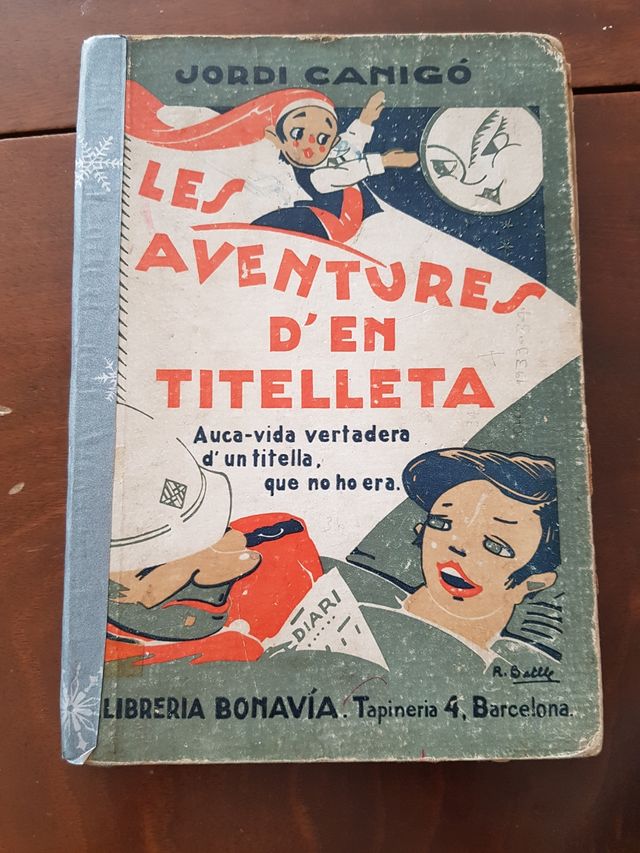 JORDI CANIGÓ
LES
AVENTURES
D'EN
TITELLETA
Auca-vida vertadera
d'un titella,
que no ho era.
DIARI
R. Batlle
LIBRERIA BONAVÍA. Tapineria 4, Barcelona.